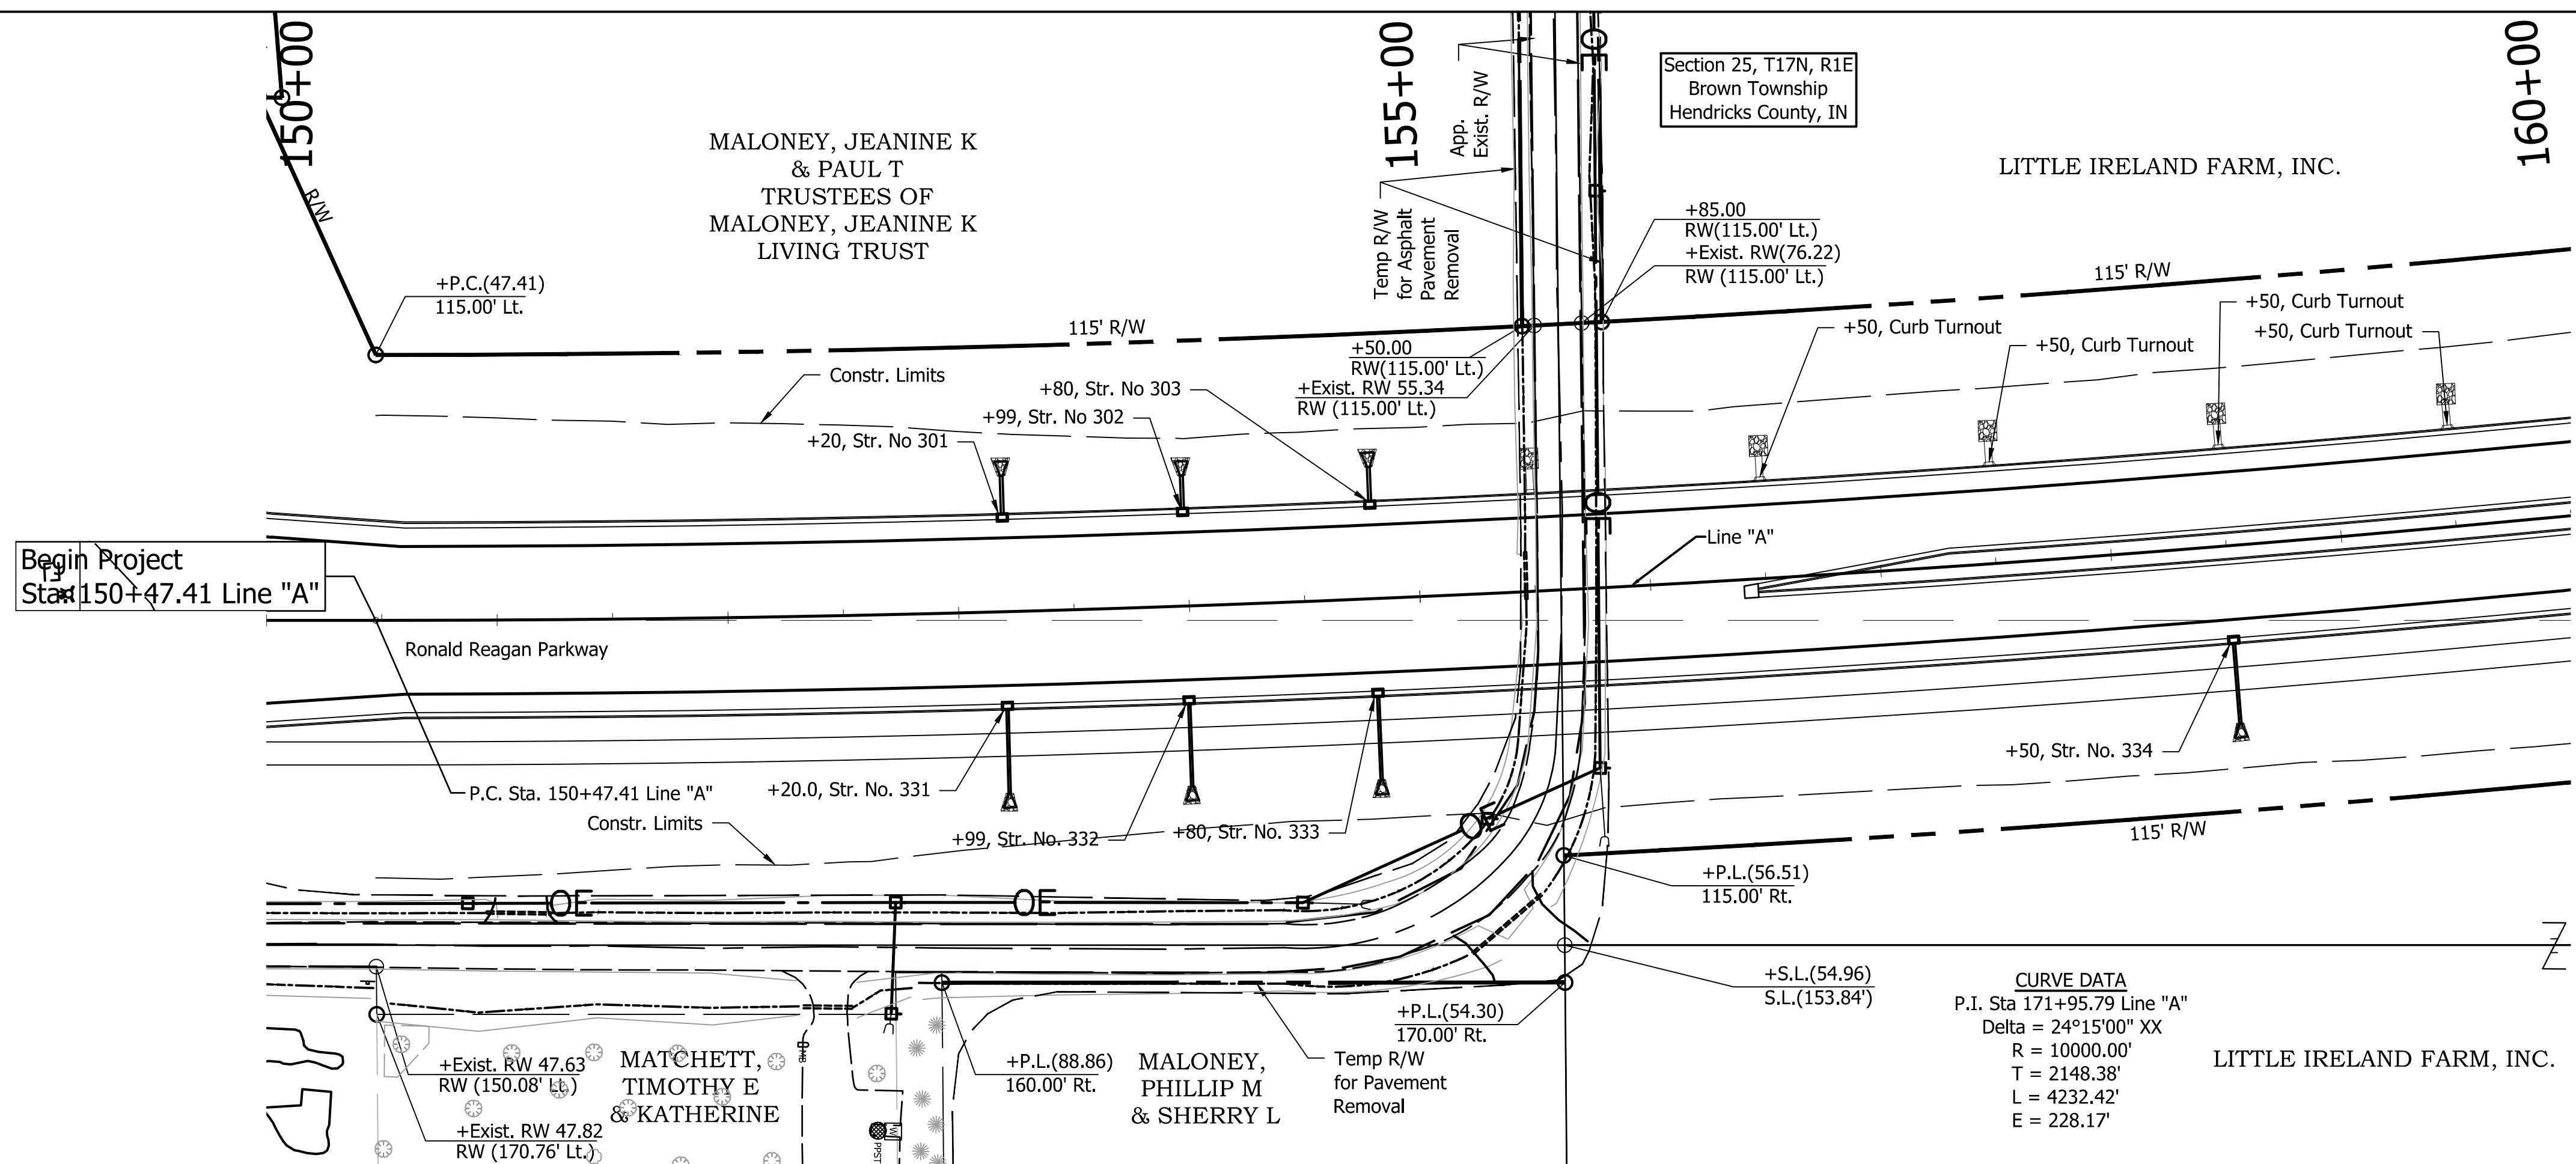 150+00
155+00
160+00
R/W
MALONEY, JEANINE K
& PAUL T
TRUSTEES OF
MALONEY, JEANINE K
LIVING TRUST
App.
Exist. R/W
Temp R/W
for Asphalt
Pavement
Removal
Section 25, T17N, R1E
Brown Township
Hendricks County, IN
LITTLE IRELAND FARM, INC.
+P.C.(47.41)
115.00' Lt.
+85.00
RW(115.00' Lt.)
+Exist. RW(76.22)
RW (115.00' Lt.)
115' R/W
115' R/W
+50.00
RW(115.00' Lt.)
+Exist. RW 55.34
RW (115.00' Lt.)
+50, Curb Turnout
+50, Curb Turnout
+50, Curb Turnout
+50, Curb Turnout
Constr. Limits
+80, Str. No 303
+99, Str. No 302
+20, Str. No 301
Line "A"
Begin Project
Sta. 150+47.41 Line "A"
Ronald Reagan Parkway
P.C. Sta. 150+47.41 Line "A"
Constr. Limits
+20.0, Str. No. 331
+99, Str. No. 332
+80, Str. No. 333
+50, Str. No. 334
115' R/W
OE
OE
+P.L.(56.51)
115.00' Rt.
+S.L.(54.96)
S.L.(153.84')
+P.L.(54.30)
170.00' Rt.
+P.L.(88.86)
160.00' Rt.
Temp R/W
for Pavement
Removal
+Exist. RW 47.63
RW (150.08' Lt.)
+Exist. RW 47.82
RW (170.76' Lt.)
MATCHETT,
TIMOTHY E
& KATHERINE
MB
W
PPST
MALONEY,
PHILLIP M
& SHERRY L
CURVE DATA
P.I. Sta 171+95.79 Line "A"
Delta = 24°15'00" XX
R = 10000.00'
T = 2148.38'
L = 4232.42'
E = 228.17'
LITTLE IRELAND FARM, INC.